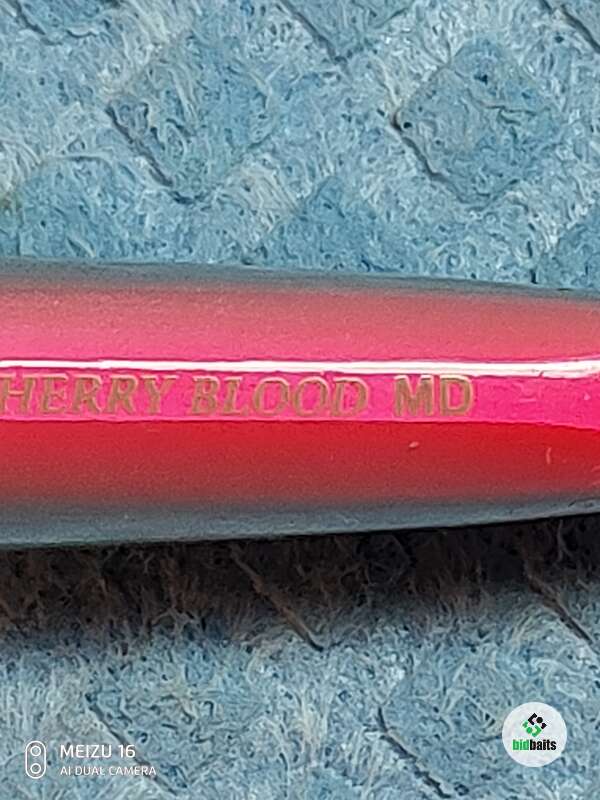 HERRY BLOOD MD
MEIZU 16
AI DUAL CAMERA
bidbaits